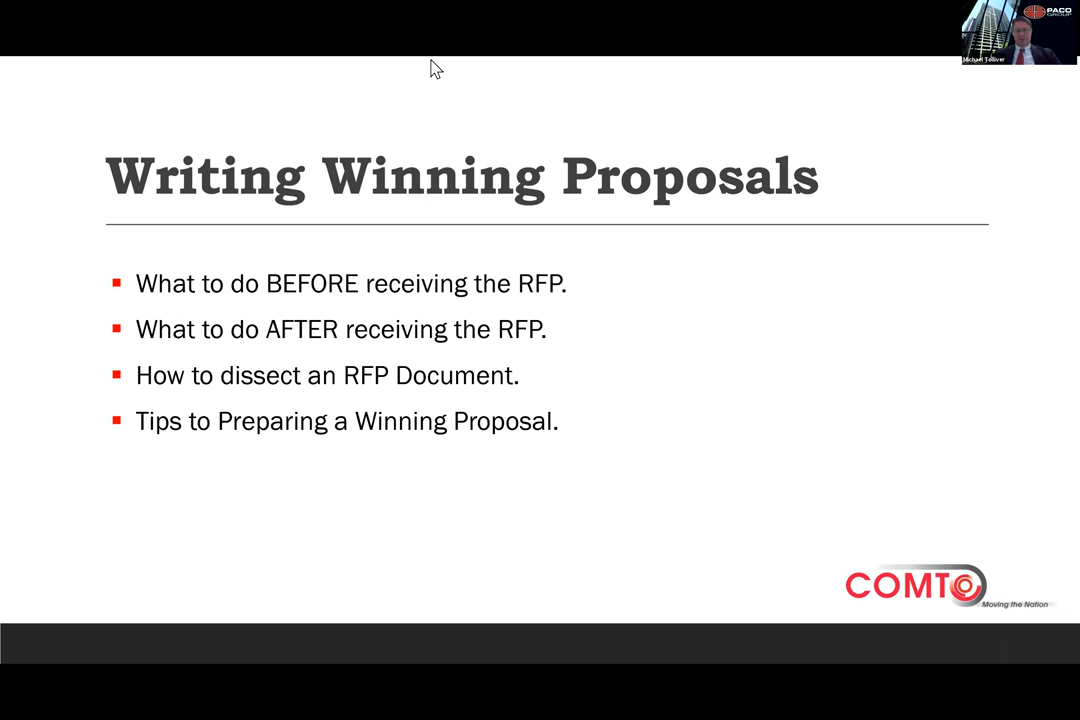 PACO
GROUP
Michael Tolliver
Writing Winning Proposals
What to do BEFORE receiving the RFP.
What to do AFTER receiving the RFP.
How to dissect an RFP Document.
Tips to Preparing a Winning Proposal.
COMTO
Moving the Nation